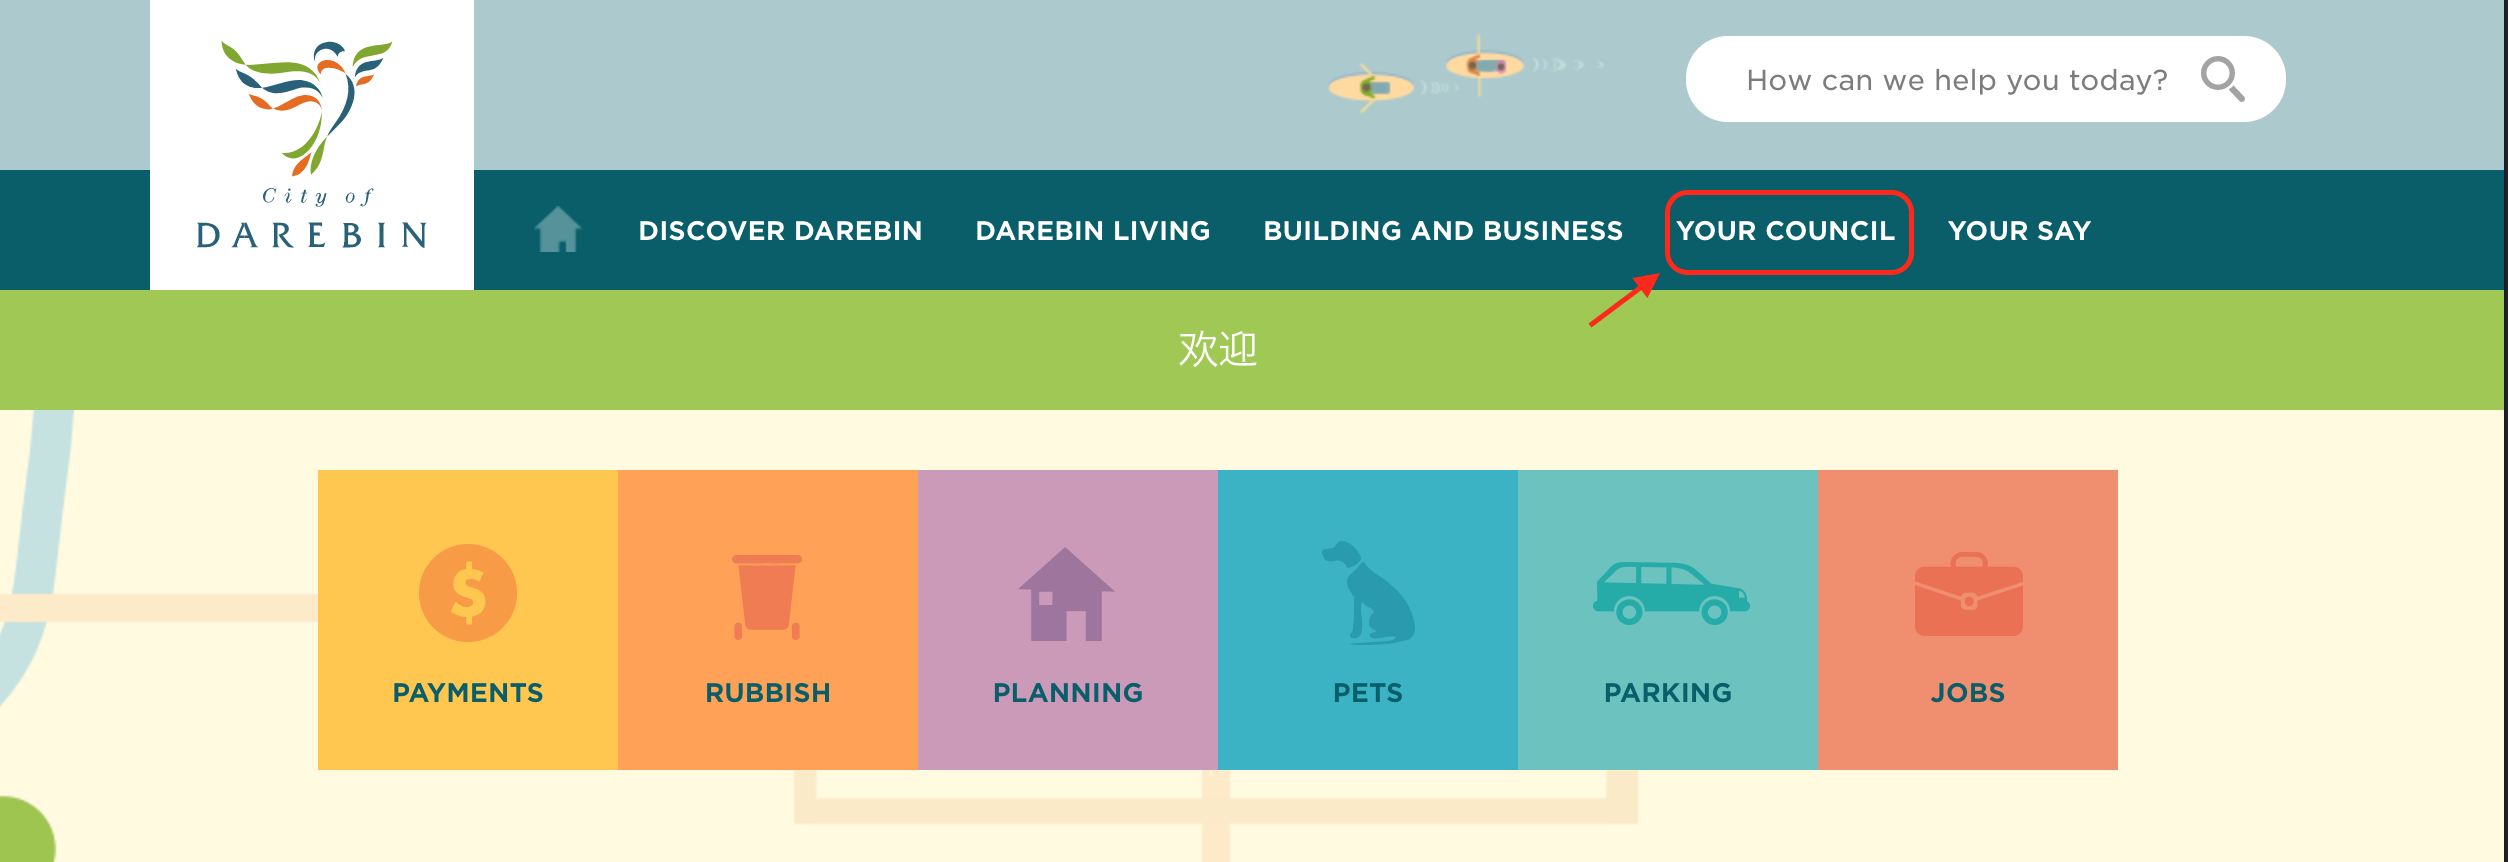 City of
DAREBIN
How can we help you today?
DISCOVER DAREBIN DAREBIN LIVING BUILDING AND BUSINESS YOUR COUNCIL YOUR SAY
欢迎
$
PAYMENTS RUBBISH PLANNING PETS PARKING JOBS